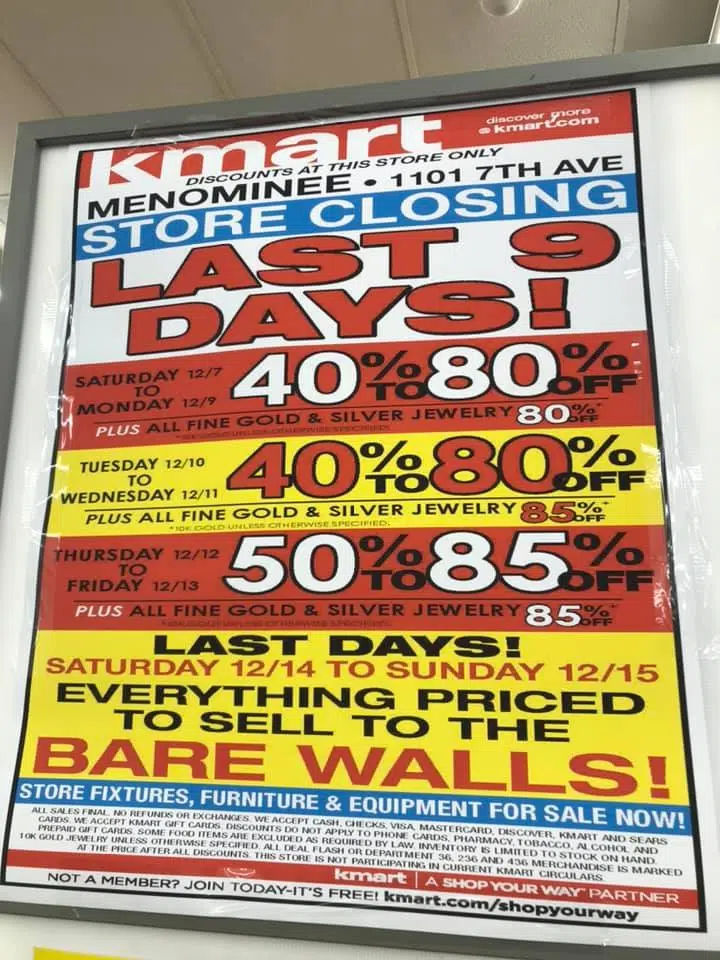 kmart
discover more
@ kmart.com
DISCOUNTS AT THIS STORE ONLY
MENOMINEE • 1101 7TH AVE
STORE CLOSING
LAST 9
DAYS!
SATURDAY 12/7
TO
MONDAY 12/9
40% TO 80% OFF
PLUS ALL FINE GOLD & SILVER JEWELRY 80%* OFF
*10K GOLD UNLESS OTHERWISE SPECIFIED.
TUESDAY 12/10
TO
WEDNESDAY 12/11
40% TO 80% OFF
PLUS ALL FINE GOLD & SILVER JEWELRY 85%* OFF
*10K GOLD UNLESS OTHERWISE SPECIFIED.
THURSDAY 12/12
TO
FRIDAY 12/13
50% TO 85% OFF
PLUS ALL FINE GOLD & SILVER JEWELRY 85%* OFF
*10K GOLD UNLESS OTHERWISE SPECIFIED.
LAST DAYS!
SATURDAY 12/14 TO SUNDAY 12/15
EVERYTHING PRICED
TO SELL TO THE
BARE WALLS!
STORE FIXTURES, FURNITURE & EQUIPMENT FOR SALE NOW!
ALL SALES FINAL. NO REFUNDS OR EXCHANGES. WE ACCEPT CASH, CHECKS, VISA, MASTERCARD, DISCOVER, KMART AND SEARS
CARDS. WE ACCEPT KMART GIFT CARDS. DISCOUNTS DO NOT APPLY TO PHONE CARDS, PHARMACY, TOBACCO, ALCOHOL AND
PREPAID GIFT CARDS. SOME FOOD ITEMS ARE EXCLUDED AS REQUIRED BY LAW. INVENTORY IS LIMITED TO STOCK ON HAND.
10K GOLD JEWELRY UNLESS OTHERWISE SPECIFIED. ALL DEAL FLASH OR DEPARTMENT 36, 236 AND 436 MERCHANDISE IS MARKED
AT THE PRICE AFTER ALL DISCOUNTS. THIS STORE IS NOT PARTICIPATING IN CURRENT KMART CIRCULARS.
kmart | A SHOP YOUR WAY PARTNER
NOT A MEMBER? JOIN TODAY-IT'S FREE! kmart.com/shopyourway